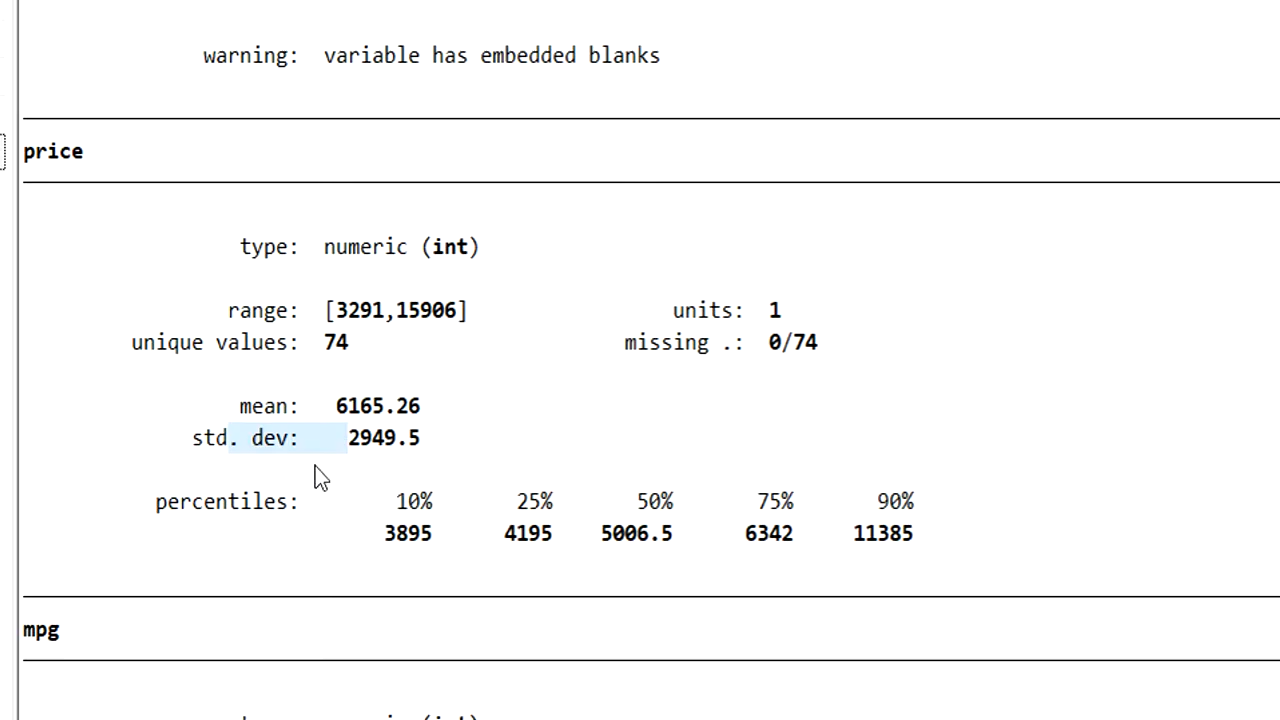 warning: variable has embedded blanks
price
type: numeric (int)
range: [3291,15906] units: 1
unique values: 74 missing .: 0/74
mean: 6165.26
std. dev: 2949.5
percentiles: 10% 25% 50% 75% 90%
3895 4195 5006.5 6342 11385
mpg